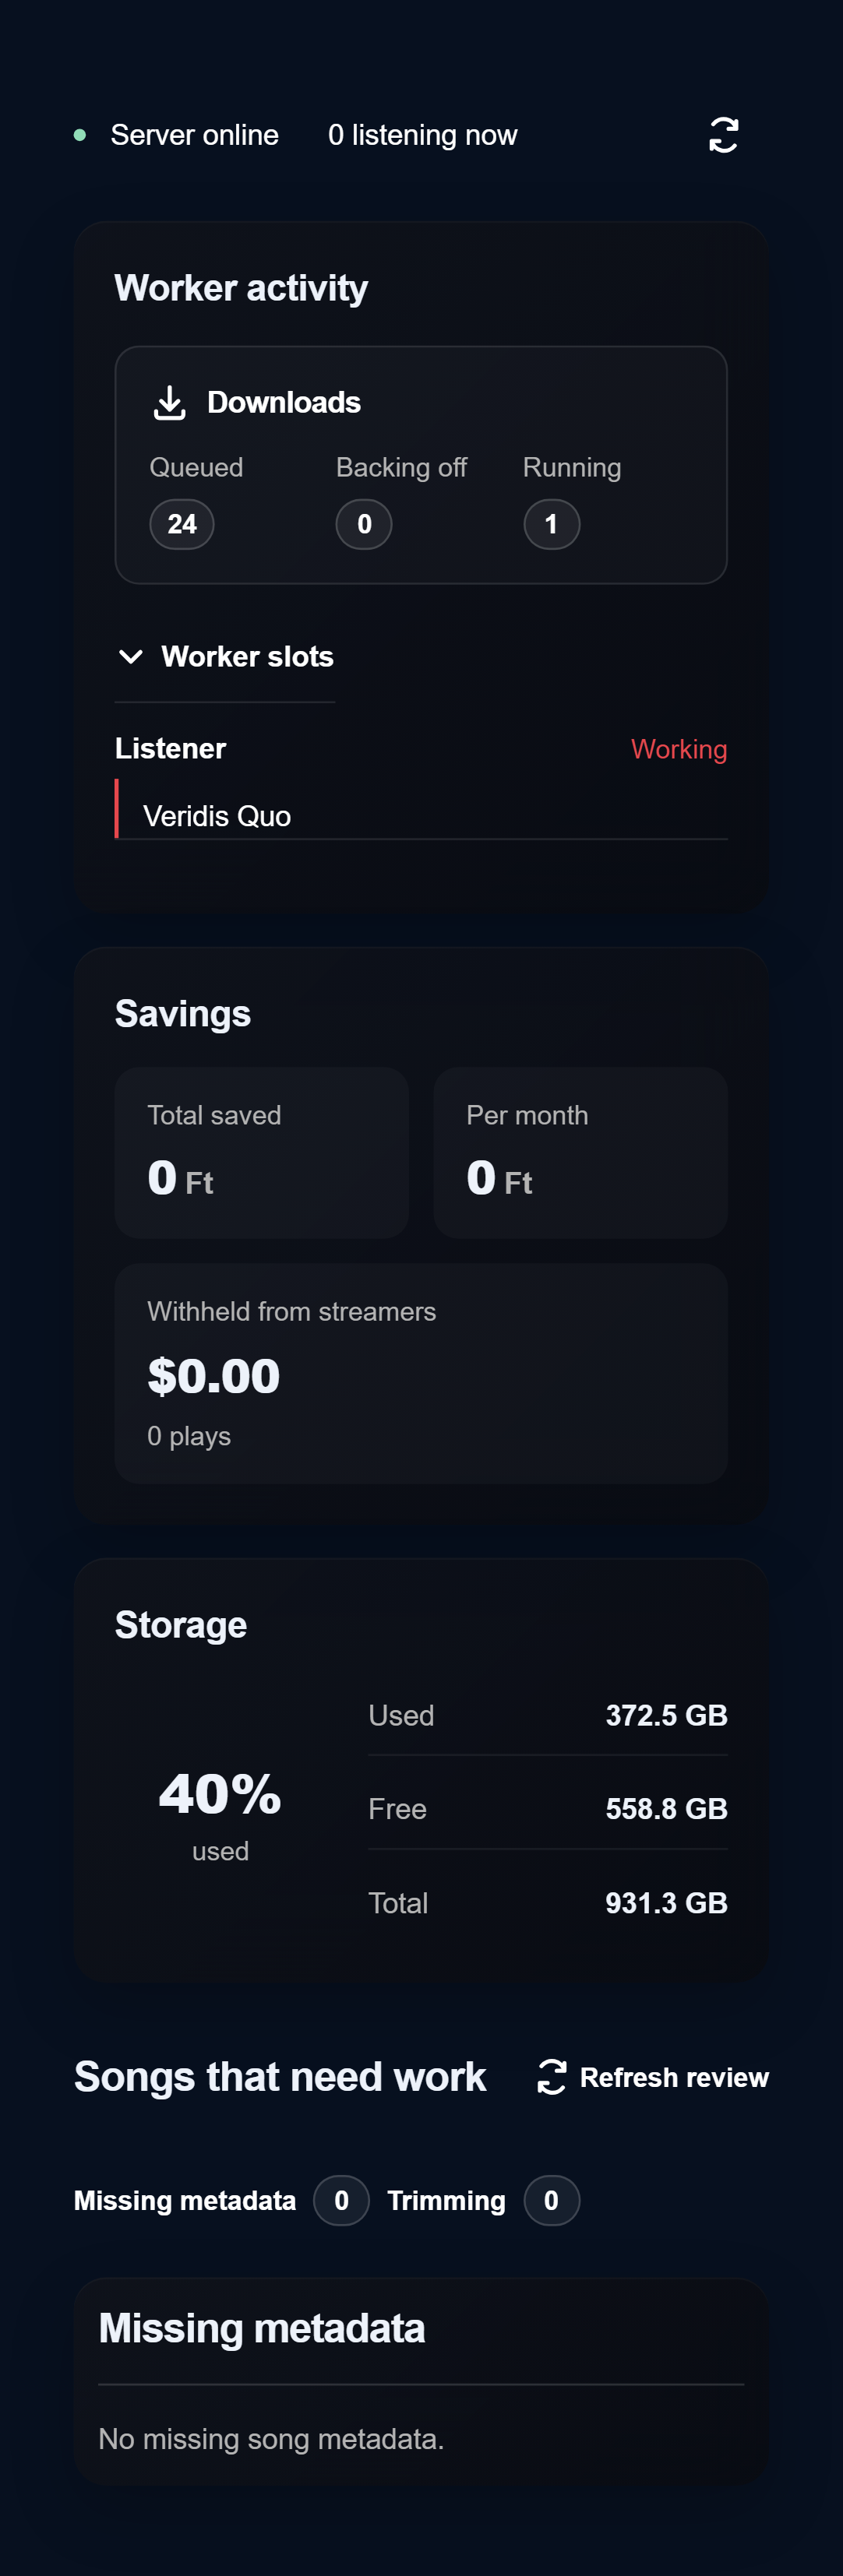 Server online 0 listening now
Worker activity
Downloads
Queued Backing off Running
24 0 1
Worker slots
Listener Working
Veridis Quo
Savings
Total saved Per month
0 Ft 0 Ft
Withheld from streamers
$0.00
0 plays
Storage
Used 372.5 GB
40%
Free 558.8 GB
used
Total 931.3 GB
Songs that need work Refresh review
Missing metadata 0 Trimming 0
Missing metadata
No missing song metadata.